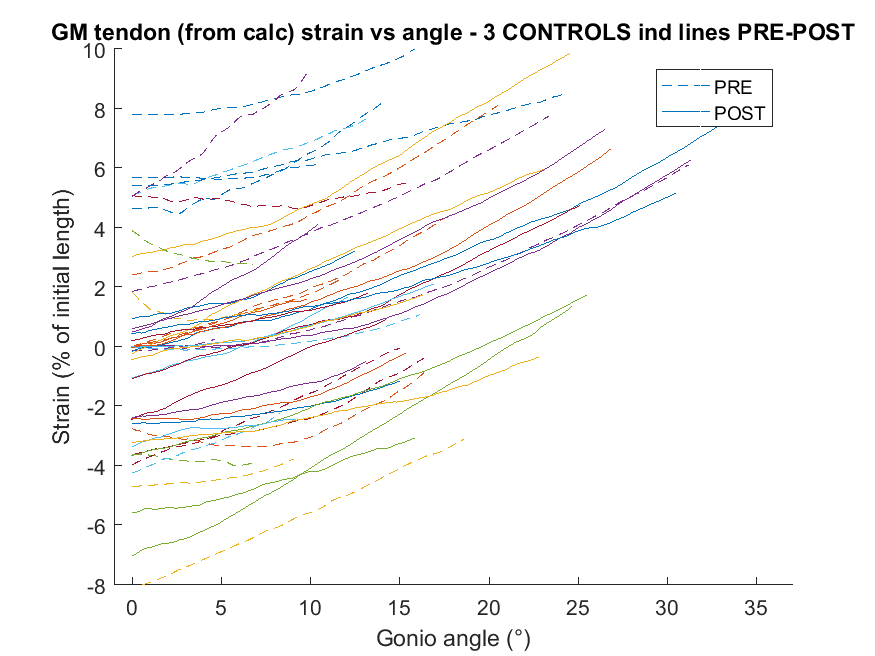 GM tendon (from calc) strain vs angle - 3 CONTROLS ind lines PRE-POST
10
8
6
4
2
0
-2
-4
-6
-8
Strain (% of initial length)
PRE
POST
0 5 10 15 20 25 30 35
Gonio angle (°)